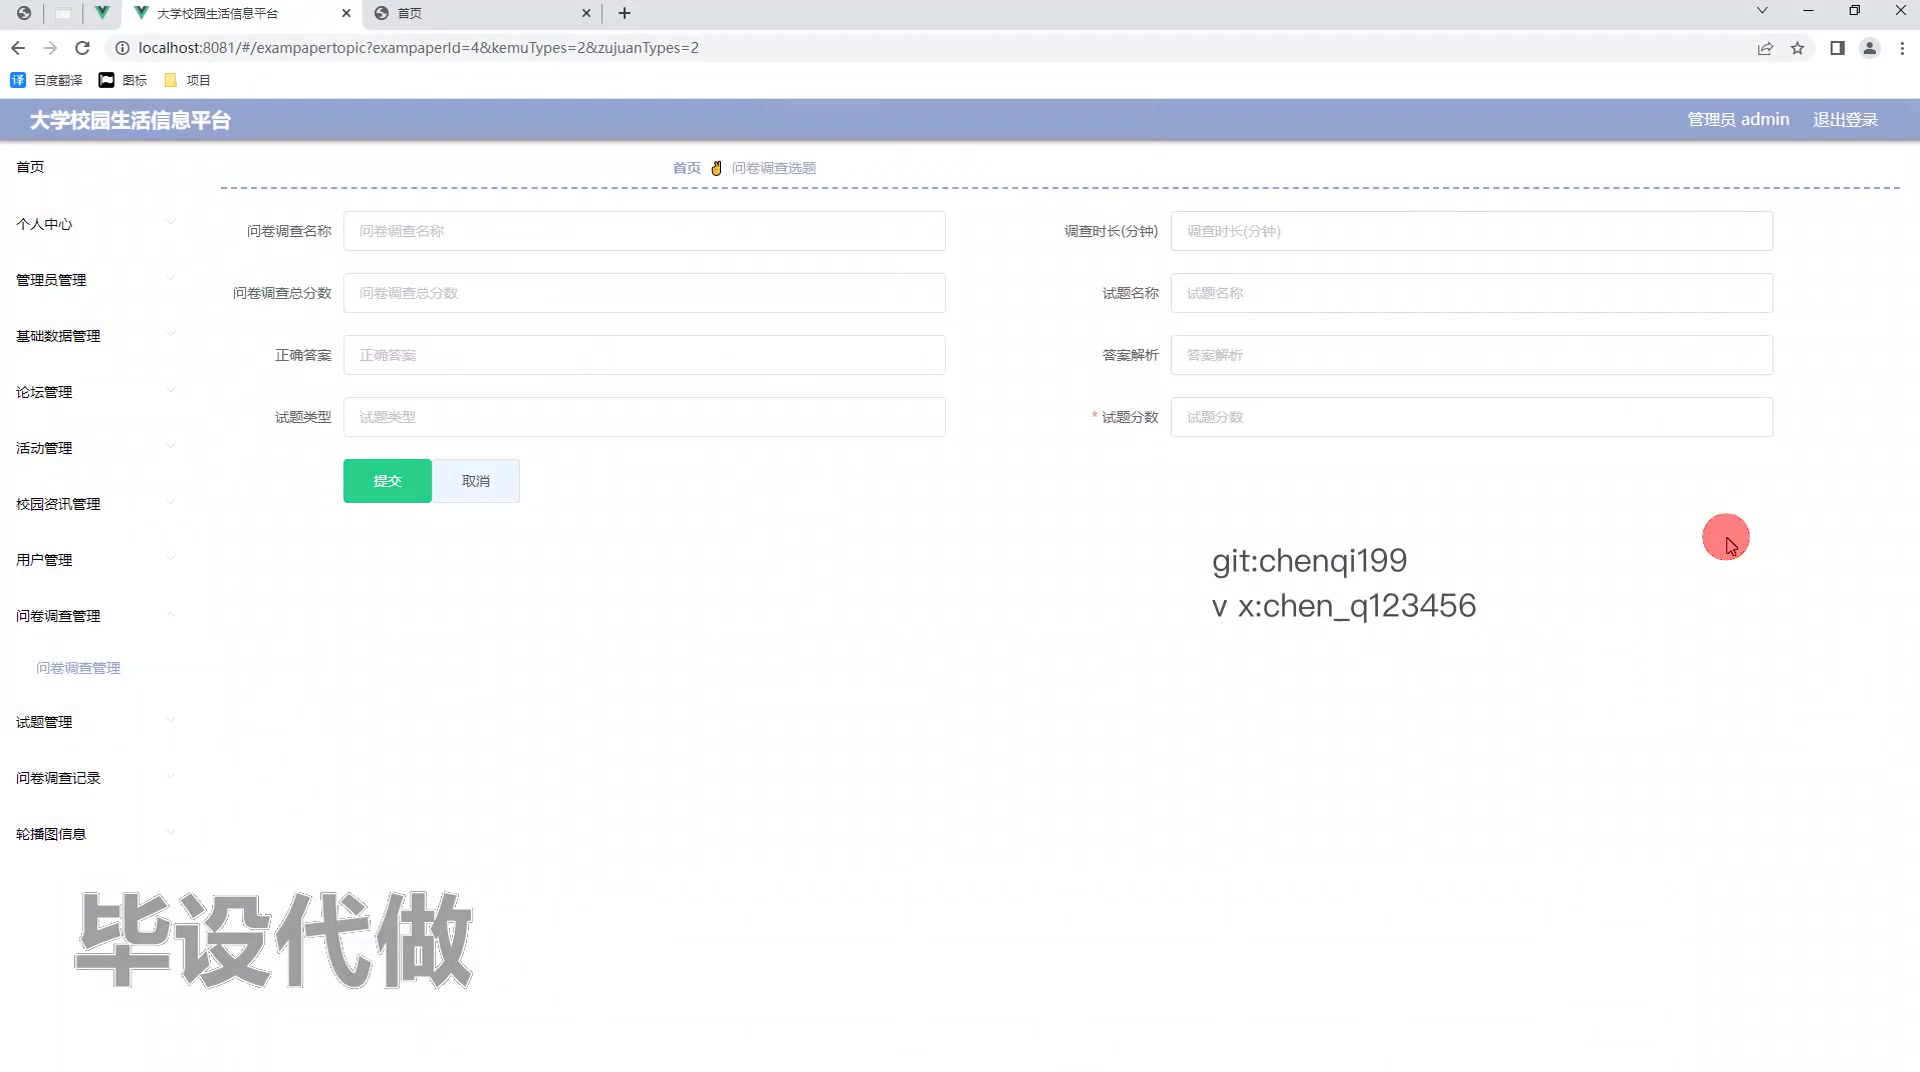 大学校园生活信息平台
首页
localhost:8081/#/exampapertopic?exampaperId=4&kemuTypes=2&zujuanTypes=2
译 百度翻译 图标 项目
大学校园生活信息平台
管理员 admin 退出登录
首页 问卷调查选题
首页
个人中心
管理员管理
基础数据管理
论坛管理
活动管理
校园资讯管理
用户管理
问卷调查管理
问卷调查管理
试题管理
问卷调查记录
轮播图信息
问卷调查名称 问卷调查名称
调查时长(分钟) 调查时长(分钟)
问卷调查总分数 问卷调查总分数
试题名称 试题名称
正确答案 正确答案
答案解析 答案解析
试题类型 试题类型
* 试题分数 试题分数
提交 取消
git:chenqi199
v x:chen_q123456
毕设代做